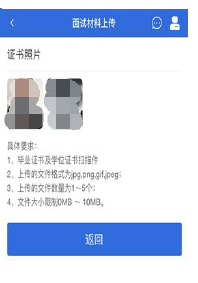 面试材料上传
证书照片
具体要求：
1、毕业证书及学位证书扫描件
2、上传的文件格式为jpg,png,gif,jpeg；
3、上传的文件数量为1～6个；
4、文件大小限制0MB ～ 10MB。
返回